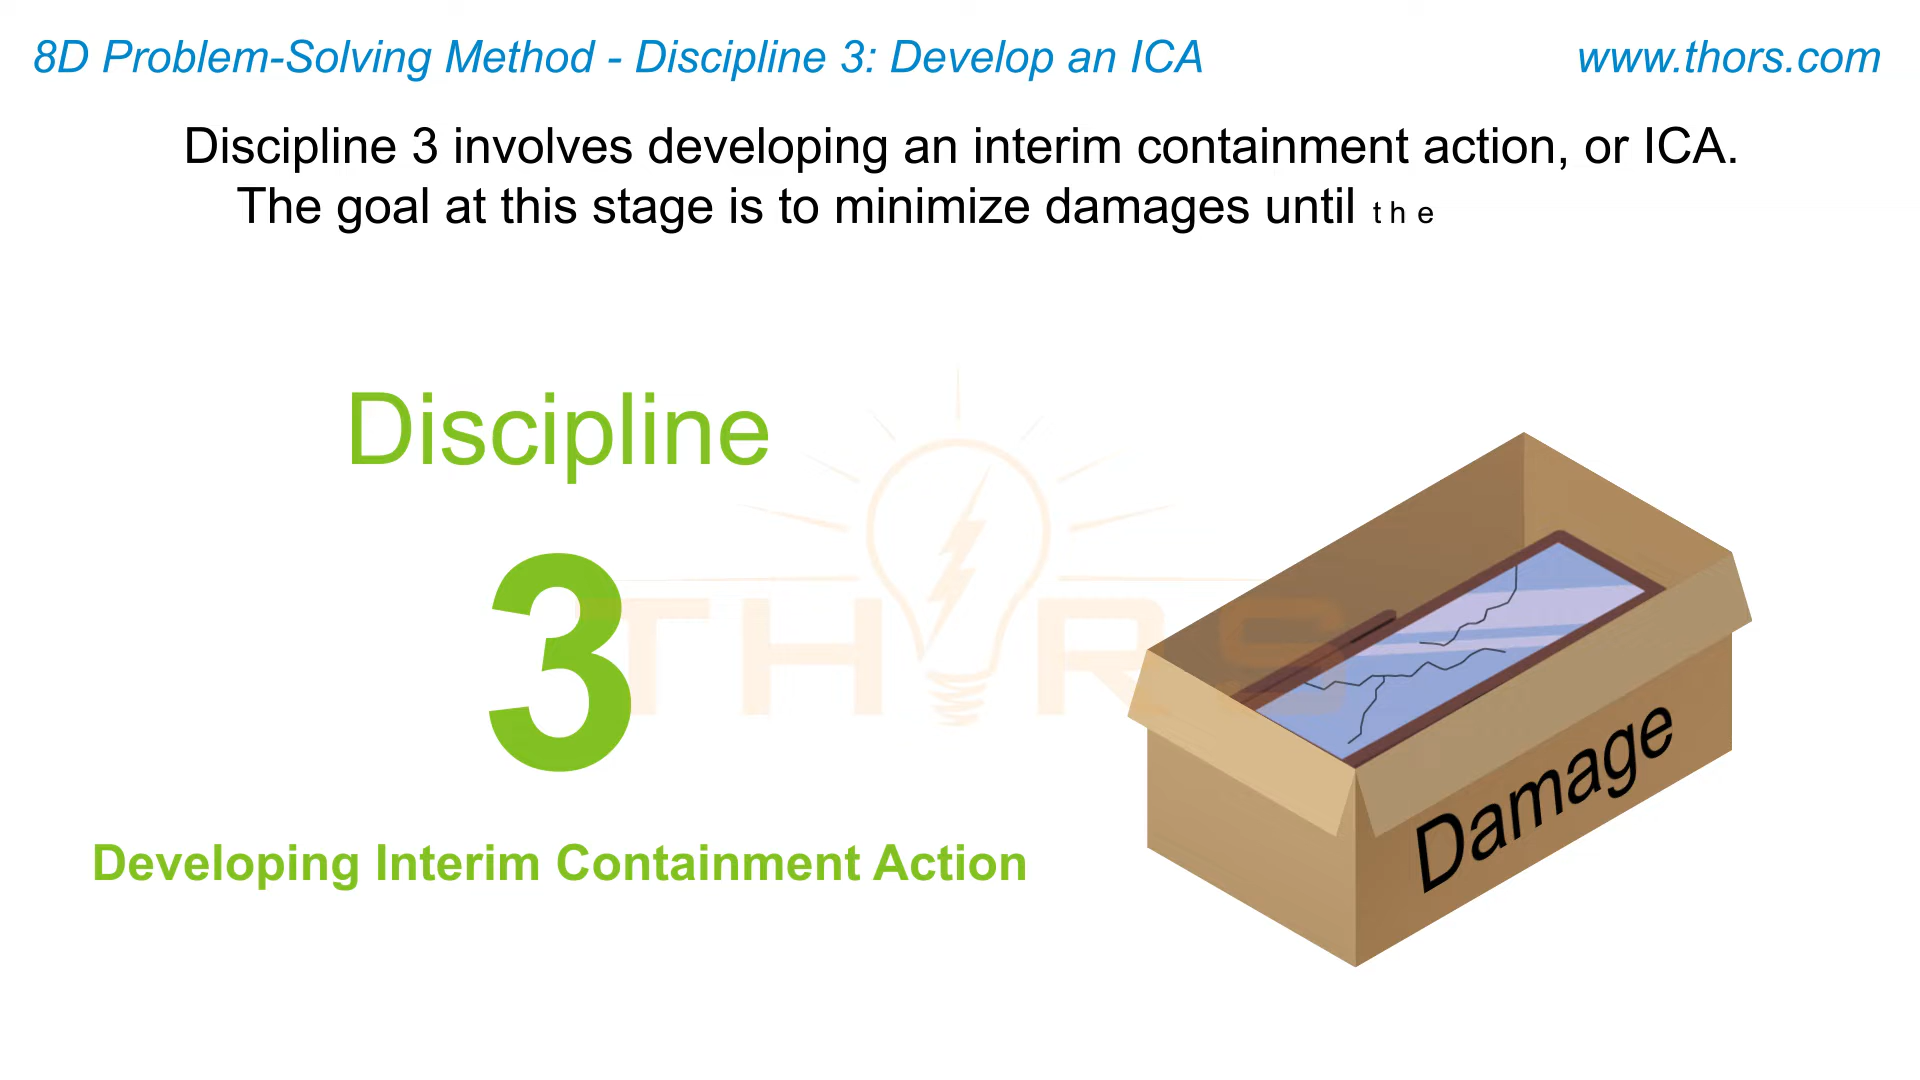 8D Problem-Solving Method - Discipline 3: Develop an ICA
www.thors.com
Discipline 3 involves developing an interim containment action, or ICA.
The goal at this stage is to minimize damages until the
Discipline
3
THORS
Developing Interim Containment Action
Damage